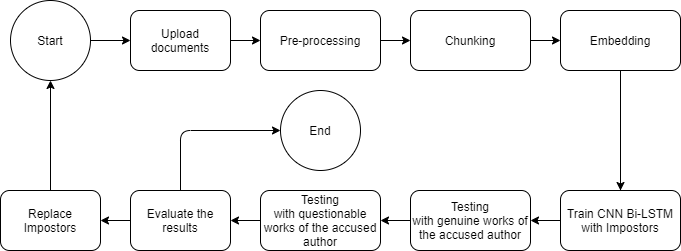 Start
Upload
documents
Pre-processing
Chunking
Embedding
End
Replace
Impostors
Evaluate the
results
Testing
with questionable
works of the accused
author
Testing
with genuine works of
the accused author
Train CNN Bi-LSTM
with Impostors